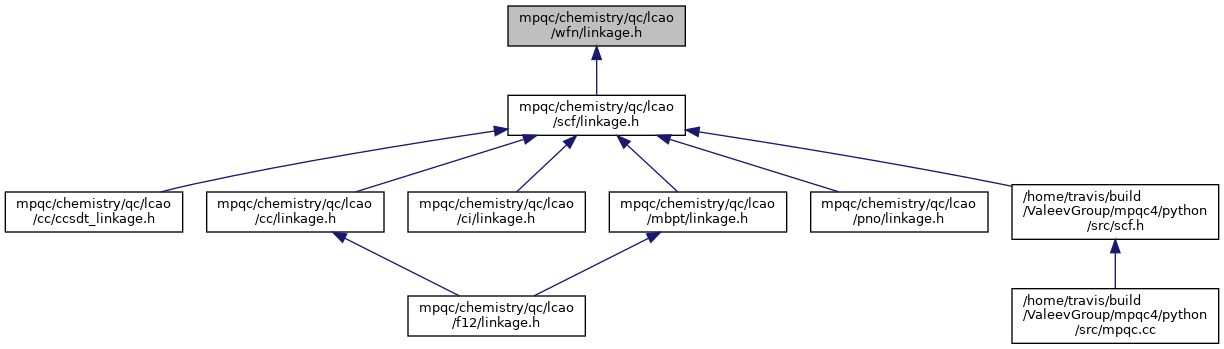 mpqc/chemistry/qc/lcao
/wfn/linkage.h
mpqc/chemistry/qc/lcao
/scf/linkage.h
mpqc/chemistry/qc/lcao
/cc/ccsdt_linkage.h
mpqc/chemistry/qc/lcao
/cc/linkage.h
mpqc/chemistry/qc/lcao
/ci/linkage.h
mpqc/chemistry/qc/lcao
/mbpt/linkage.h
mpqc/chemistry/qc/lcao
/pno/linkage.h
/home/travis/build
/ValeevGroup/mpqc4/python
/src/scf.h
mpqc/chemistry/qc/lcao
/f12/linkage.h
/home/travis/build
/ValeevGroup/mpqc4/python
/src/mpqc.cc